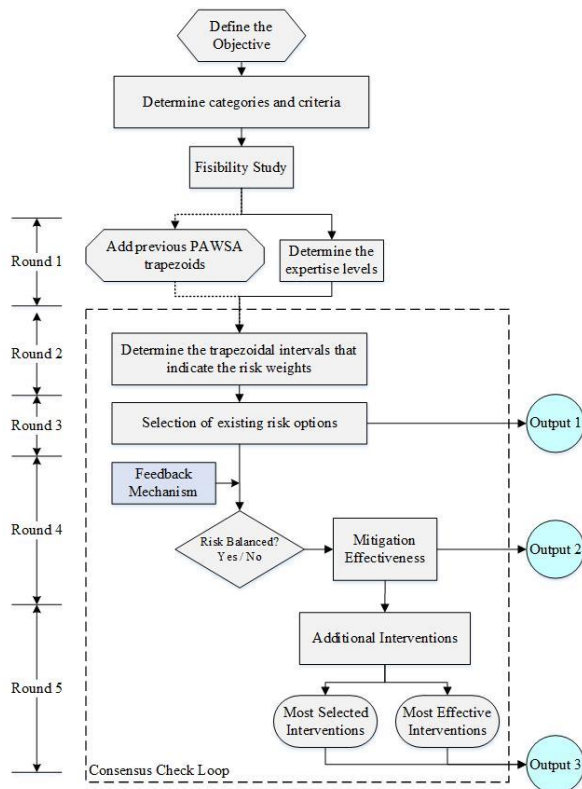 Define the
Objective
Determine categories and criteria
Fisibility Study
Round 1
Add previous PAWSA
trapezoids
Determine the
expertise levels
Round 2
Determine the trapezoidal intervals that
indicate the risk weights
Round 3
Selection of existing risk options
Output 1
Feedback
Mechanism
Round 4
Risk Balanced?
Yes / No
Mitigation
Effectiveness
Output 2
Additional Interventions
Round 5
Most Selected
Interventions
Most Effective
Interventions
Output 3
Consensus Check Loop